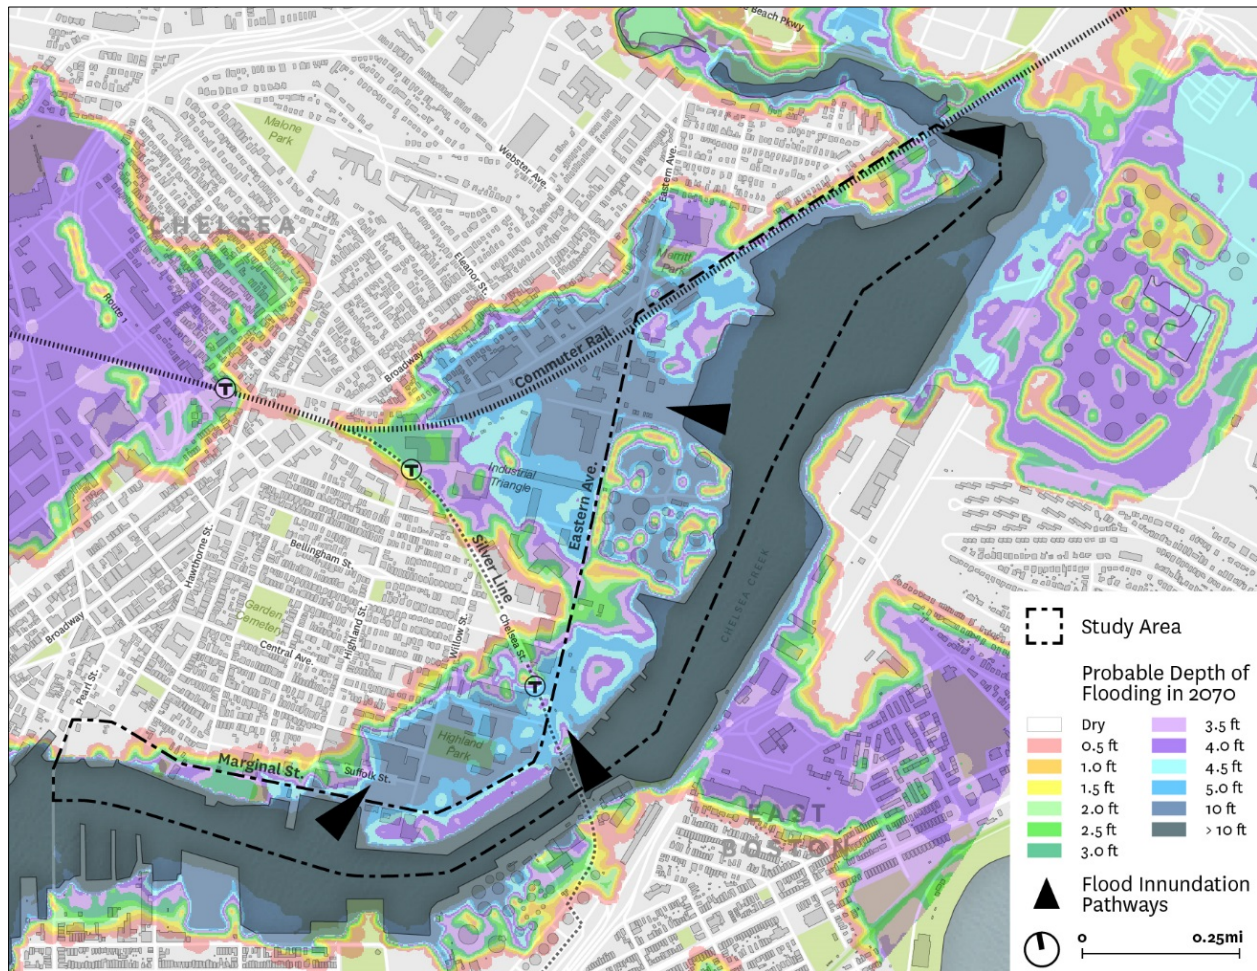 Beach Pkwy
Malone
Park
Webster Ave.
Eastern Ave.
CHELSEA
Merritt
Park
Eleanor St.
Route 1
Broadway
Commuter Rail
T
T
Industrial
Triangle
Eastern Ave.
Silver Line
Hawthorne St.
Bellingham St.
CHELSEA CREEK
Garden
Cemetery
Highland St.
Willow St.
Chelsea St.
Broadway
Central Ave.
Pearl St.
T
Highland
Park
Marginal St.
Suffolk St.
EAST
BOSTON
Study Area
Probable Depth of
Flooding in 2070
Dry
0.5 ft
1.0 ft
1.5 ft
2.0 ft
2.5 ft
3.0 ft
3.5 ft
4.0 ft
4.5 ft
5.0 ft
10 ft
> 10 ft
Flood Innundation
Pathways
0 0.25mi